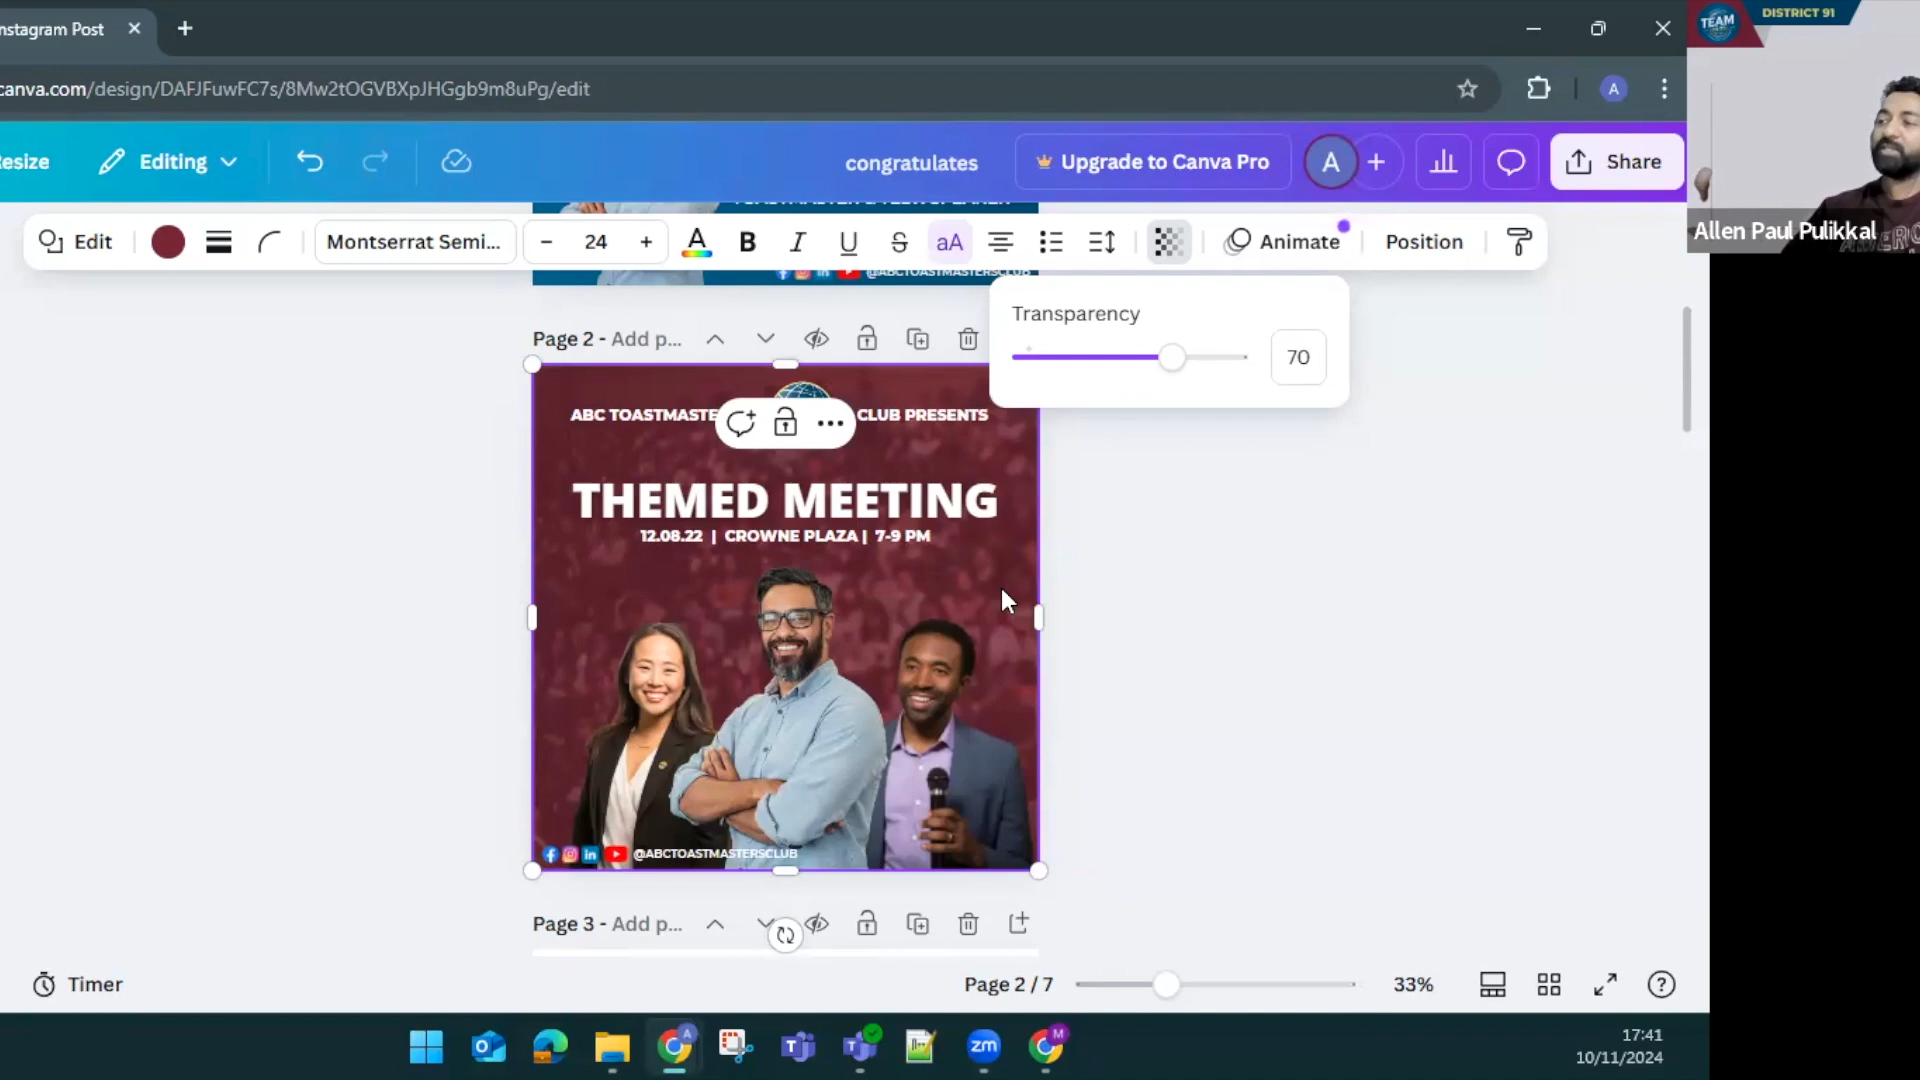 nstagram Post
TEAM
DISTRICT 91
canva.com/design/DAFJFuwFC7s/8Mw2tOGVBXpJHGgb9m8uPg/edit
A
esize
Editing
congratulates
Upgrade to Canva Pro
A
Share
Allen Paul Pulikkal
Edit
Montserrat Semi...
24
A
B
I
U
S
aA
Animate
Position
@ABCTOASTMASTERSCLUB
Transparency
70
Page 2 - Add p...
ABC TOASTMASTE
CLUB PRESENTS
THEMED MEETING
12.08.22 | CROWNE PLAZA | 7-9 PM
@ABCTOASTMASTERSCLUB
Page 3 - Add p...
Timer
Page 2 / 7
33%
17:41
10/11/2024